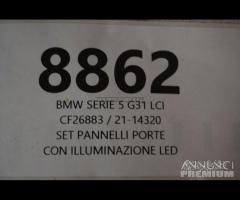 8862
BMW SERIE 5 G31 LCI
CF26883 / 21-14320
SET PANNELLI PORTE
CON ILLUMINAZIONE LED
ANNUNCI
PREMIUM